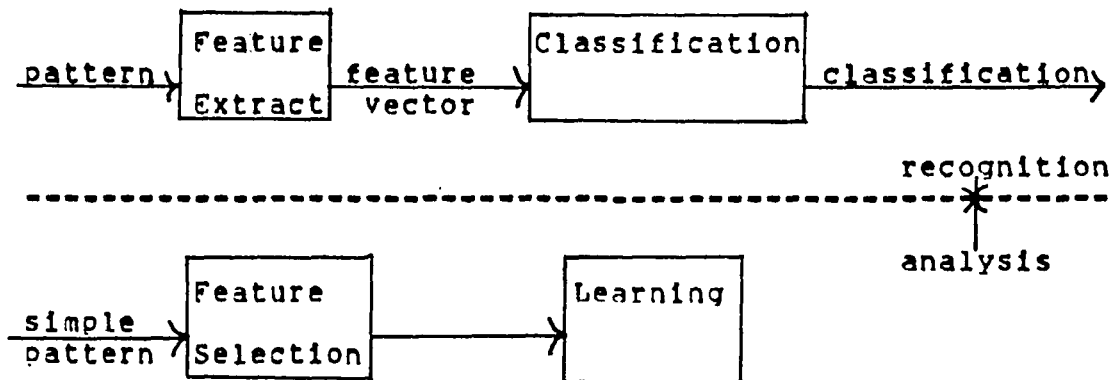 Feature
Extract
Classification
pattern
feature
vector
classification
recognition
analysis
Feature
Selection
Learning
simple
pattern